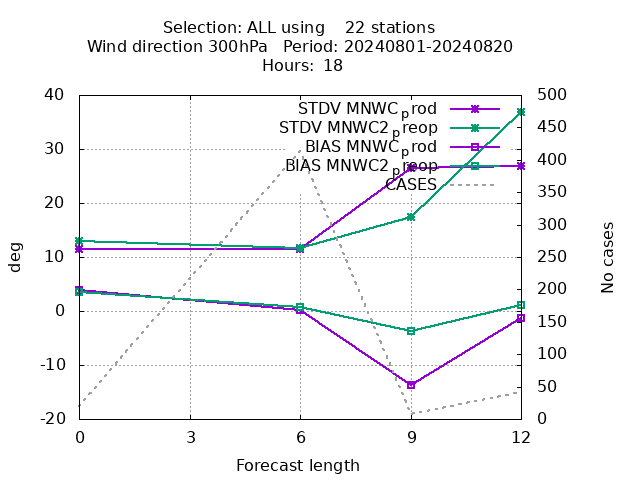 Selection: ALL using    22 stations
Wind direction 300hPa   Period: 20240801-20240820
Hours: 18
STDV MNWC_prod
STDV MNWC2_preop
BIAS MNWC_prod
BIAS MNWC2_preop
CASES
40
30
20
10
0
-10
-20
500
450
400
350
300
250
200
150
100
50
0
deg
No cases
0 3 6 9 12
Forecast length